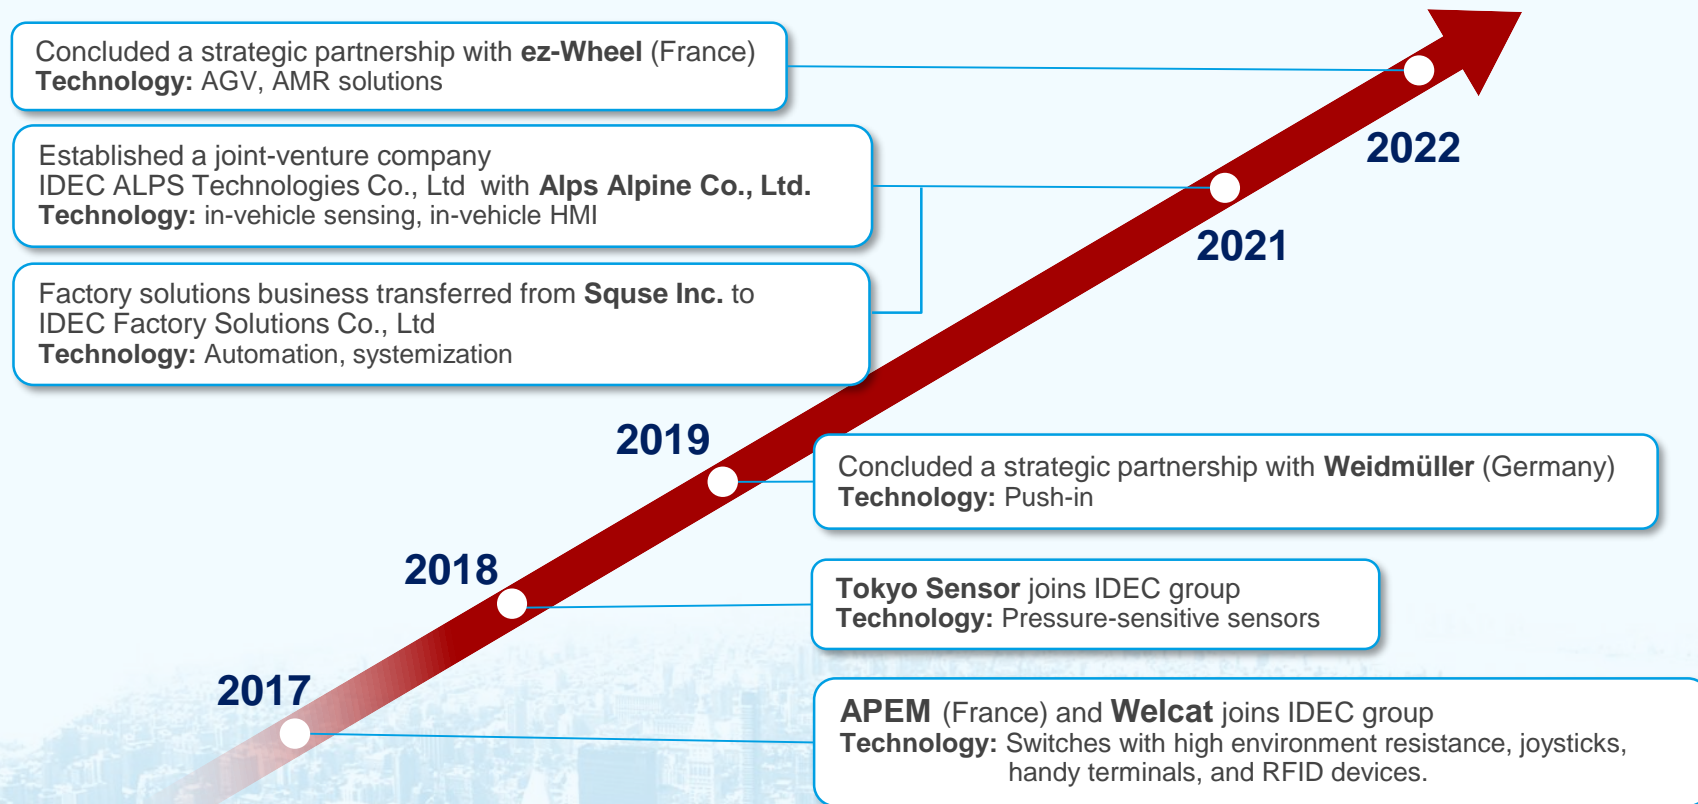 Concluded a strategic partnership with ez-Wheel (France)
Technology: AGV, AMR solutions
2022
Established a joint-venture company
IDEC ALPS Technologies Co., Ltd  with Alps Alpine Co., Ltd.
Technology: in-vehicle sensing, in-vehicle HMI
2021
Factory solutions business transferred from Squse Inc. to
IDEC Factory Solutions Co., Ltd
Technology: Automation, systemization
2019
Concluded a strategic partnership with Weidmüller (Germany)
Technology: Push-in
2018
Tokyo Sensor joins IDEC group
Technology: Pressure-sensitive sensors
2017
APEM (France) and Welcat joins IDEC group
Technology: Switches with high environment resistance, joysticks,
handy terminals, and RFID devices.